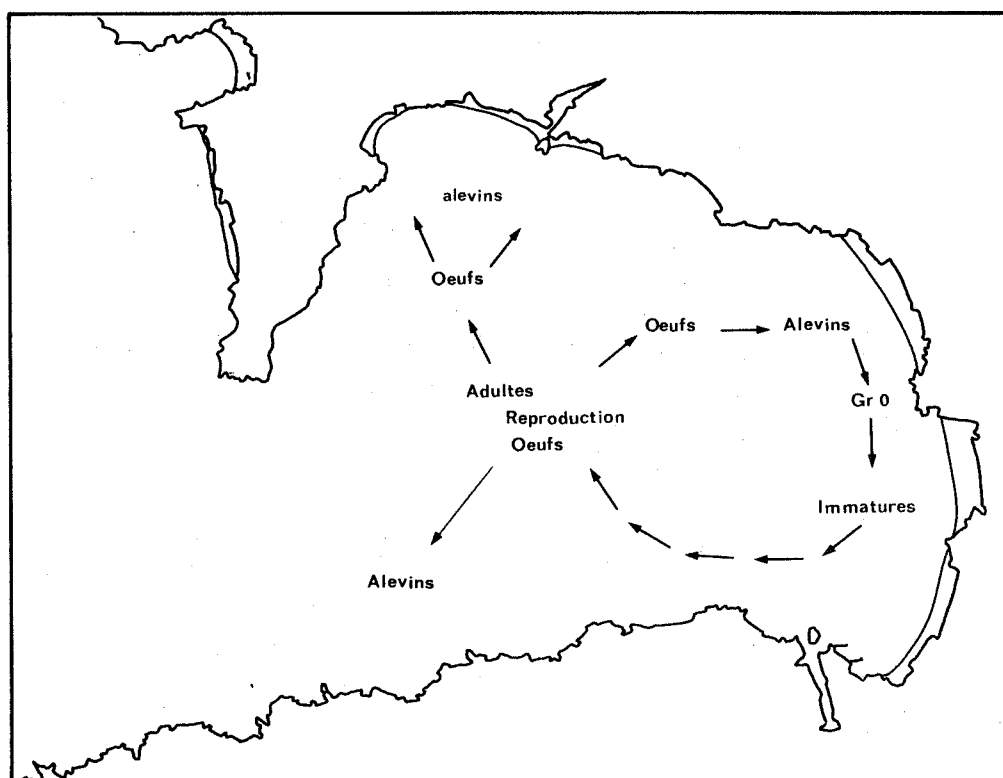 alevins
Oeufs
Oeufs
Alevins
Adultes
Gr 0
Reproduction
Oeufs
Immatures
Alevins